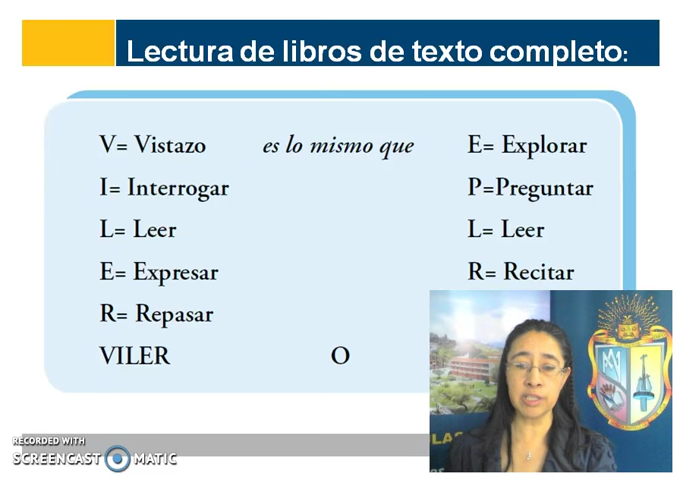 Lectura de libros de texto completo:
V= Vistazo es lo mismo que E= Explorar
I= Interrogar P=Preguntar
L= Leer L= Leer
E= Expresar R= Recitar
R= Repasar
VILER O
RECORDED WITH
SCREENCAST MATIC